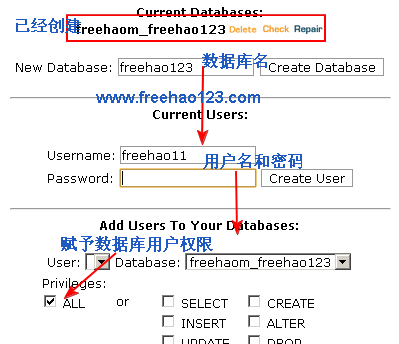 Current Databases:
已经创建 freehaom_freehao123 Delete Check Repair
数据库名
New Database: freehao123 Create Database
www.freehao123.com
Current Users:
Username: freehao11
用户名和密码
Password: Create User
Add Users To Your Databases:
赋予数据库用户权限
User: Database: freehaom_freehao123
Privileges:
ALL or SELECT CREATE
INSERT ALTER
UPDATE DROP